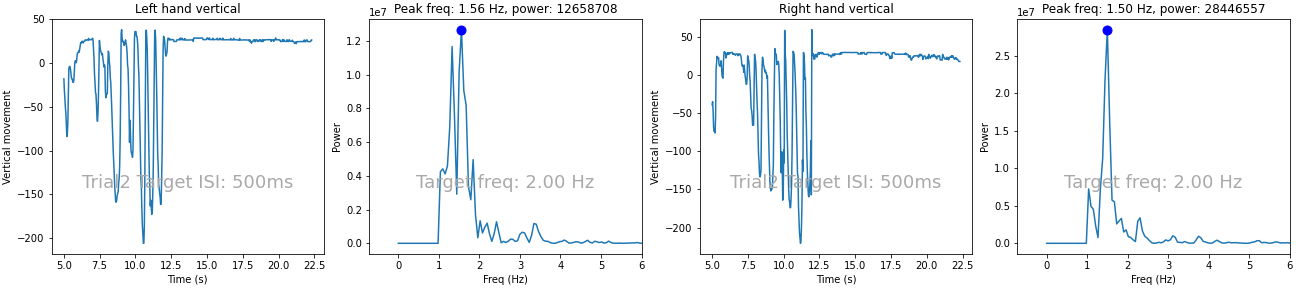 Left hand vertical
Vertical movement
50
0
−50
−100
−150
−200
Trial2 Target ISI: 500ms
5.0 7.5 10.0 12.5 15.0 17.5 20.0 22.5
Time (s)
Peak freq: 1.56 Hz, power: 12658708
1e7
Power
1.2
1.0
0.8
0.6
0.4
0.2
0.0
Target freq: 2.00 Hz
0 1 2 3 4 5 6
Freq (Hz)
Right hand vertical
Vertical movement
50
0
−50
−100
−150
−200
Trial2 Target ISI: 500ms
5.0 7.5 10.0 12.5 15.0 17.5 20.0 22.5
Time (s)
Peak freq: 1.50 Hz, power: 28446557
1e7
Power
2.5
2.0
1.5
1.0
0.5
0.0
Target freq: 2.00 Hz
0 1 2 3 4 5 6
Freq (Hz)